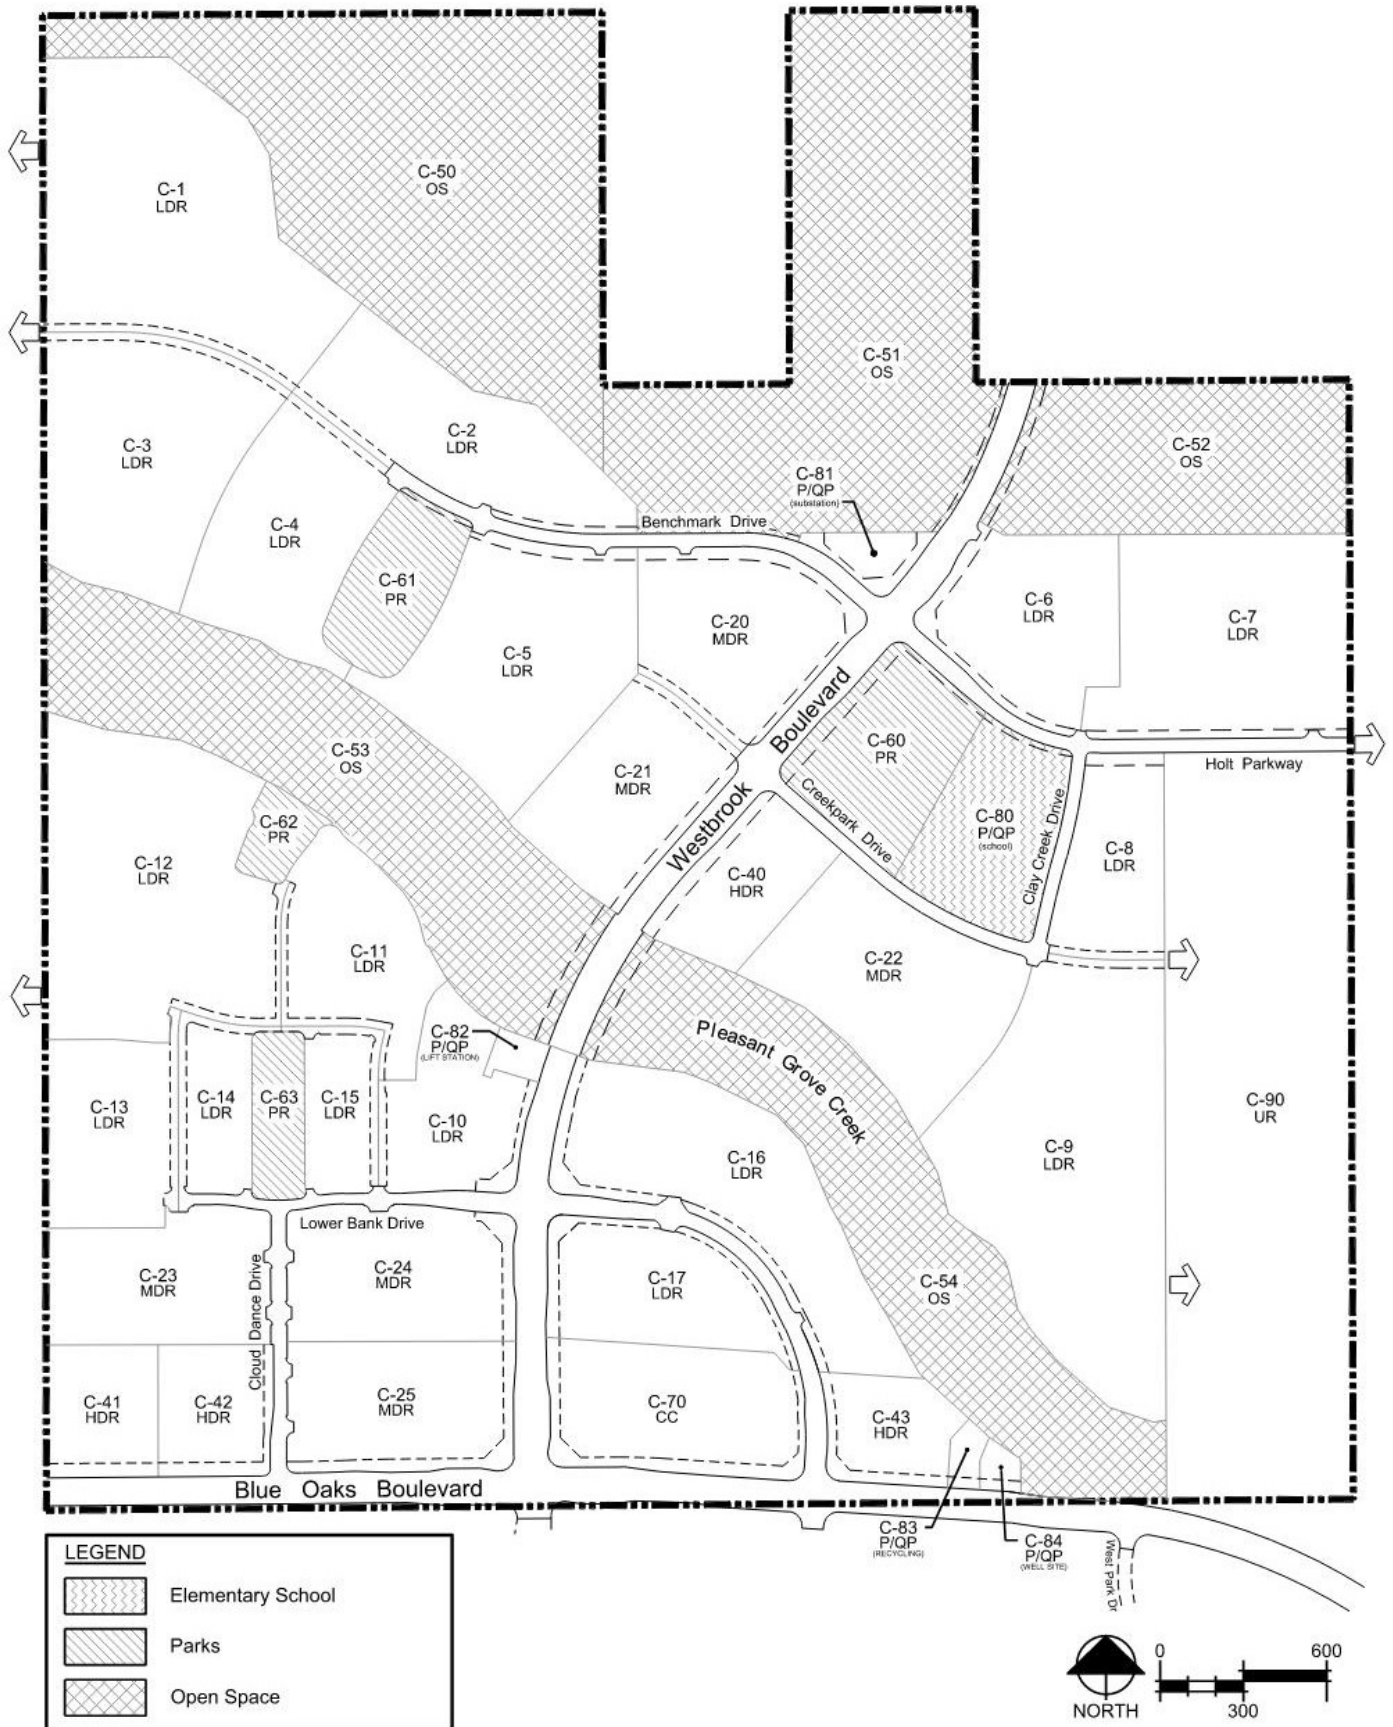 C-50
OS
C-1
LDR
C-51
OS
C-2
LDR
C-3
LDR
C-52
OS
C-81
P/QP
(substation)
Benchmark Drive
C-4
LDR
C-61
PR
C-6
LDR
C-7
LDR
C-20
MDR
C-5
LDR
Westbrook Boulevard
C-60
PR
C-53
OS
Holt Parkway
C-21
MDR
Creekpark Drive
C-80
P/QP
(school)
Clay Creek Drive
C-62
PR
C-8
LDR
C-12
LDR
C-40
HDR
C-11
LDR
C-22
MDR
C-82
P/QP
(LIFT STATION)
Pleasant Grove Creek
C-14
LDR
C-63
PR
C-15
LDR
C-13
LDR
C-10
LDR
C-90
UR
C-16
LDR
C-9
LDR
Lower Bank Drive
C-23
MDR
Cloud Dance Drive
C-24
MDR
C-17
LDR
C-54
OS
C-41
HDR
C-42
HDR
C-25
MDR
C-70
CC
C-43
HDR
Blue Oaks Boulevard
C-83
P/QP
(RECYCLING)
C-84
P/QP
(WELL SITE)
West Park Dr
LEGEND
Elementary School
Parks
Open Space
NORTH
0
600
300